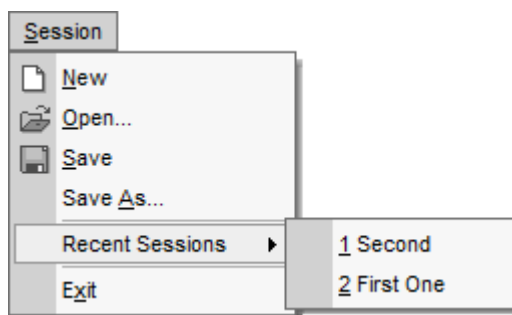 Session
New
Open...
Save
Save As...
Recent Sessions
1 Second
2 First One
Exit